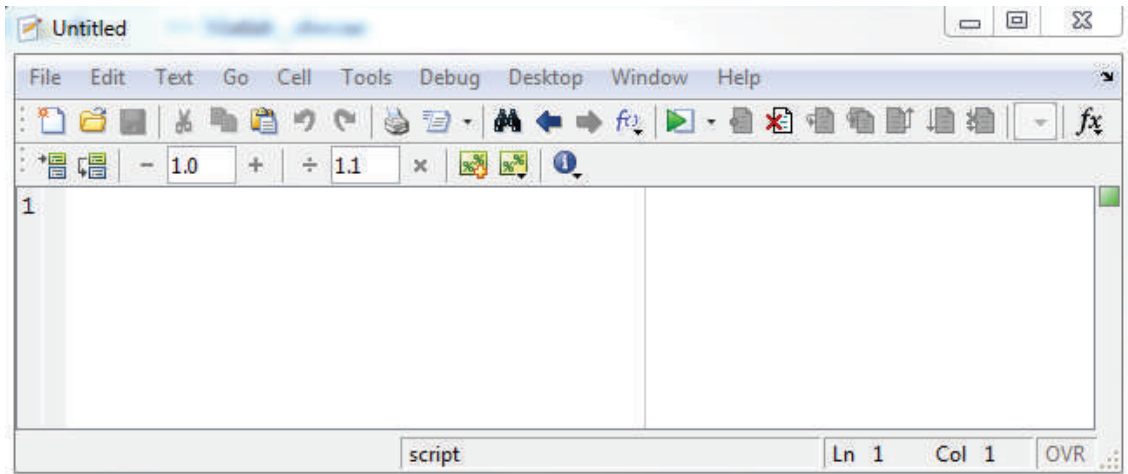 Untitled
File Edit Text Go Cell Tools Debug Desktop Window Help
f() fx
− 1.0 + ÷ 1.1 ×
1
script Ln 1 Col 1 OVR